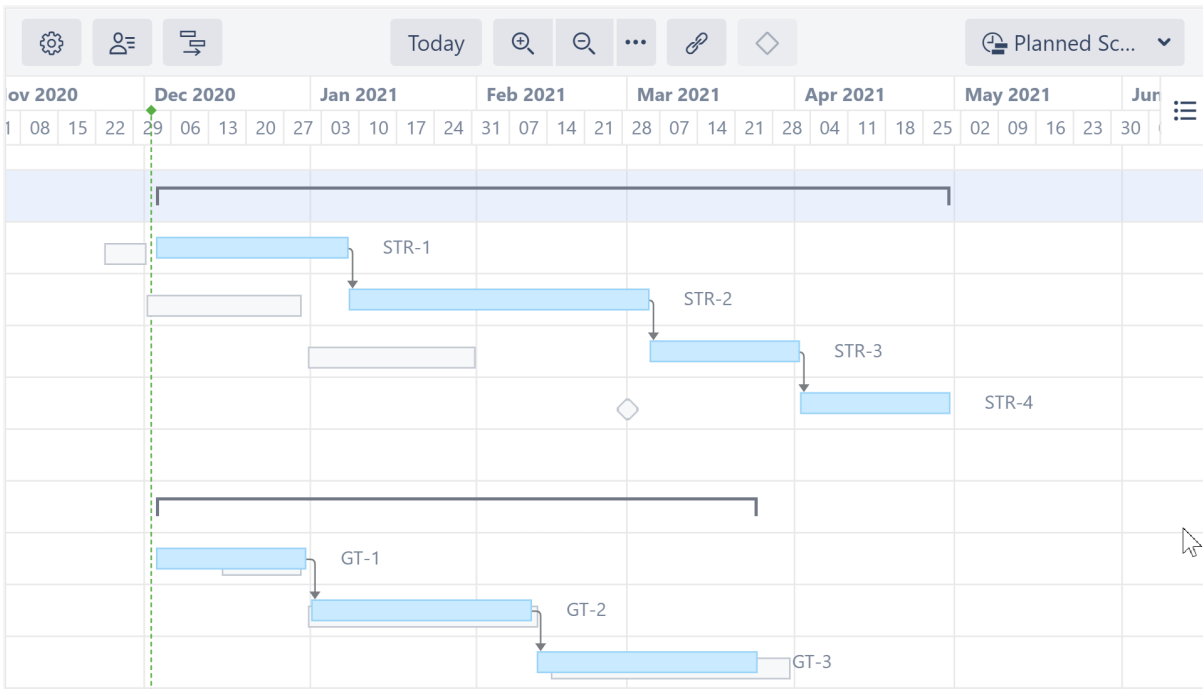 Today ••• Planned Sc...
ov 2020 Dec 2020 Jan 2021 Feb 2021 Mar 2021 Apr 2021 May 2021 Jun
1 08 15 22 29 06 13 20 27 03 10 17 24 31 07 14 21 28 07 14 21 28 04 11 18 25 02 09 16 23 30
STR-1
STR-2
STR-3
STR-4
GT-1
GT-2
GT-3